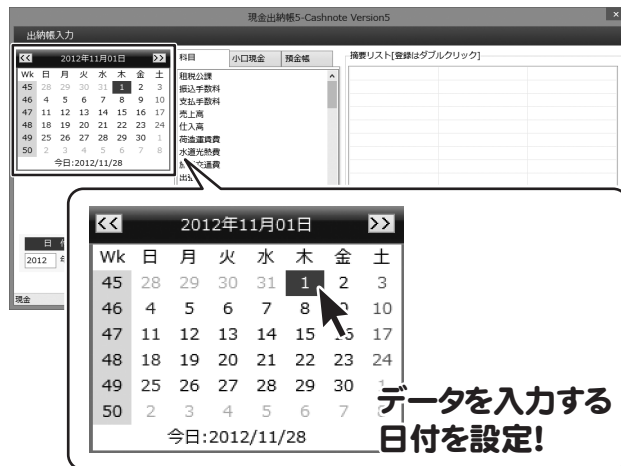 現金出納帳5-Cashnote Version5
×
出納帳入力
<< 2012年11月01日 >>
Wk 日 月 火 水 木 金 土
45 28 29 30 31 1 2 3
46 4 5 6 7 8 9 10
47 11 12 13 14 15 16 17
48 18 19 20 21 22 23 24
49 25 26 27 28 29 30 1
50 2 3 4 5 6 7 8
今日:2012/11/28
科目 小口現金 預金帳
租税公課
振込手数料
支払手数料
売上高
仕入高
荷造運賃費
水道光熱費
交通費
摘要リスト[登録はダブルクリック]
日
2012
現金
<< 2012年11月01日 >>
Wk 日 月 火 水 木 金 土
45 28 29 30 31 1 2 3
46 4 5 6 7 8 10
47 11 12 13 14 15 17
48 18 19 20 21 22 23 24
49 25 26 27 28 29 30 1
50 2 3 4 5 6 7
今日:2012/11/28
データを入力する
日付を設定!